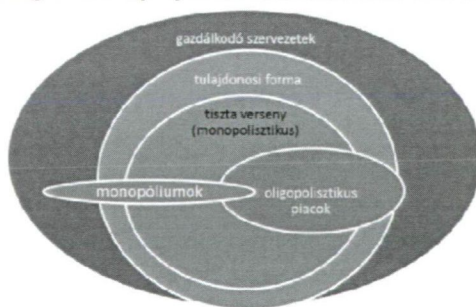 gazdálkodó szervezetek
tulajdonosi forma
tiszta verseny
(monopolisztikus)
monopóliumok
oligopolisztikus
piacok